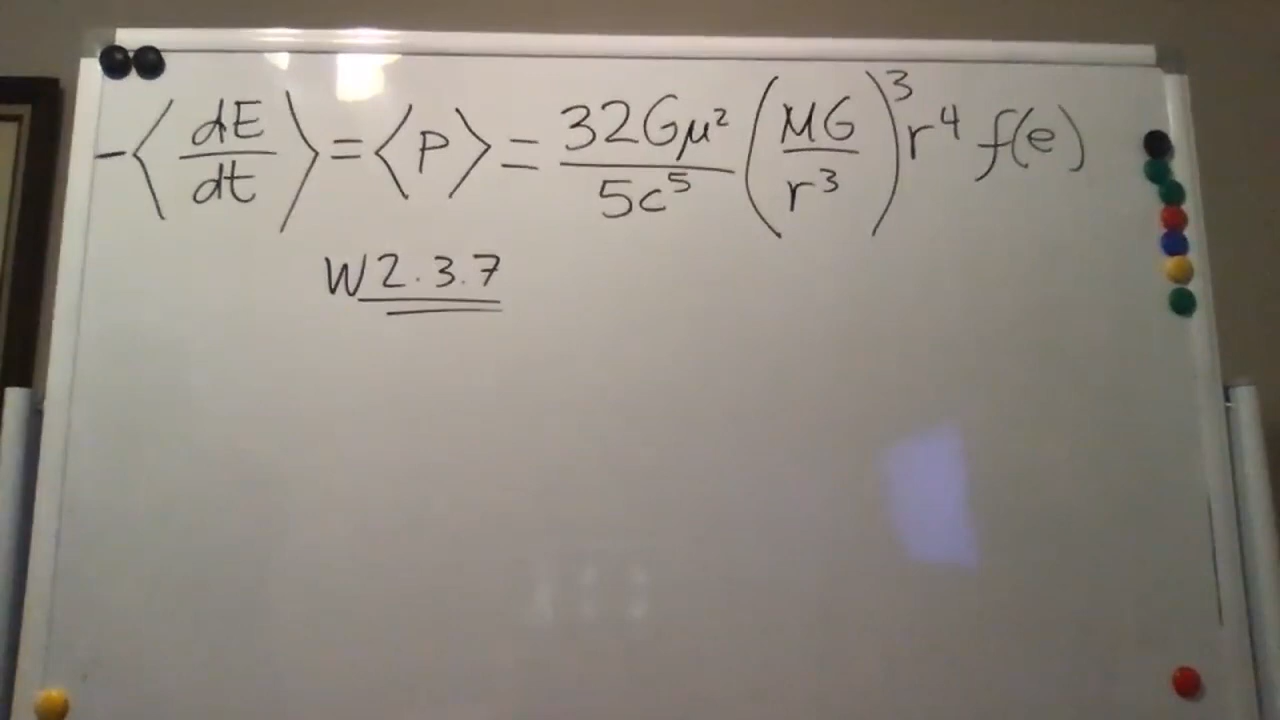 -⟨dE/dt⟩ = ⟨P⟩ = 32Gμ²/5c⁵ (MG/r³)³ r⁴ f(e)
W2.3.7